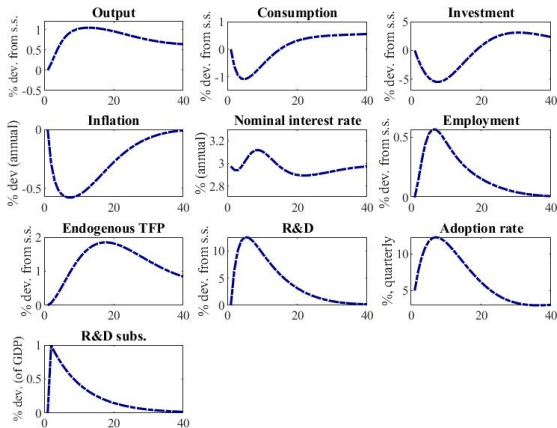 Output
% dev. from s.s.
1
0.5
0
-0.5
0
20
40
Consumption
% dev. from s.s.
1
0
-1
0
20
40
Investment
% dev. from s.s.
5
0
-5
0
20
40
Inflation
% dev (annual)
0
-0.5
0
20
40
Nominal interest rate
% (annual)
3.2
3
2.8
0
20
40
Employment
% dev. from s.s.
0.5
0
0
20
40
Endogenous TFP
% dev. from s.s.
2
1
0
0
20
40
R&D
% dev. from s.s.
10
5
0
0
20
40
Adoption rate
%, quarterly
10
5
0
20
40
R&D subs.
% dev. (of GDP)
1
0.5
0
0
20
40